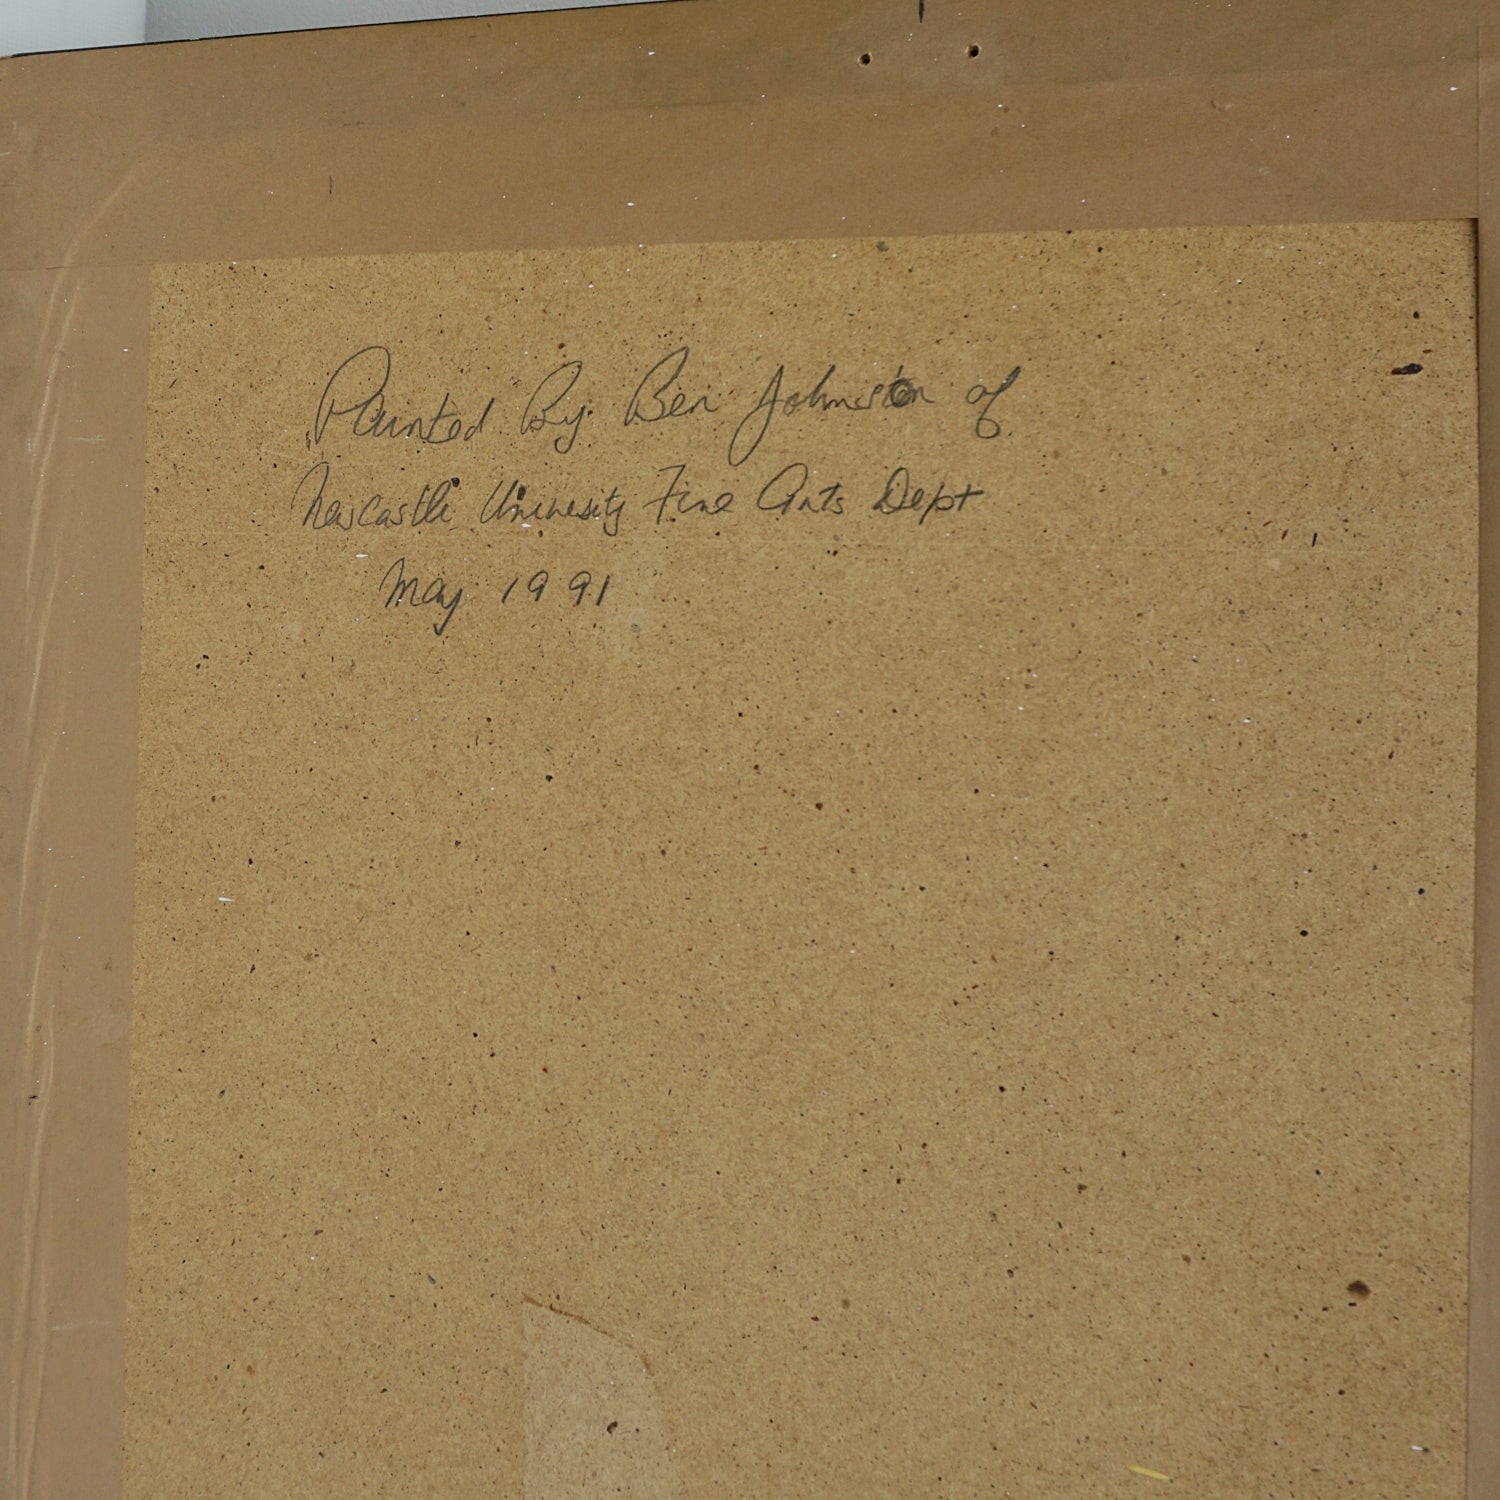 Painted By Ben Johnston of
Newcastle University Fine Arts Dept
May 1991